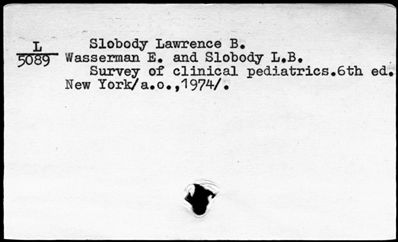 L Slobody Lawrence B.
5089 Wasserman E. and Slobody L.B.
Survey of clinical pediatrics.6th ed.
New York/a.o.,1974/.